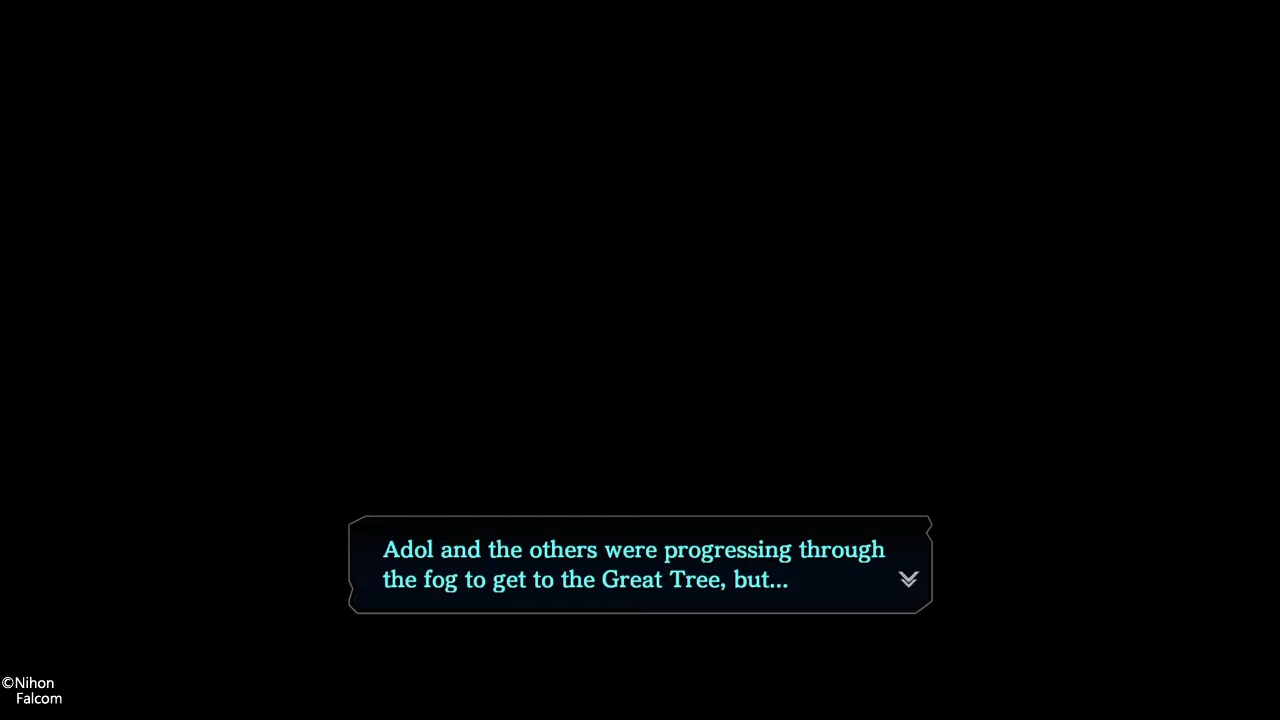 Adol and the others were progressing through
the fog to get to the Great Tree, but...
©Nihon
Falcom